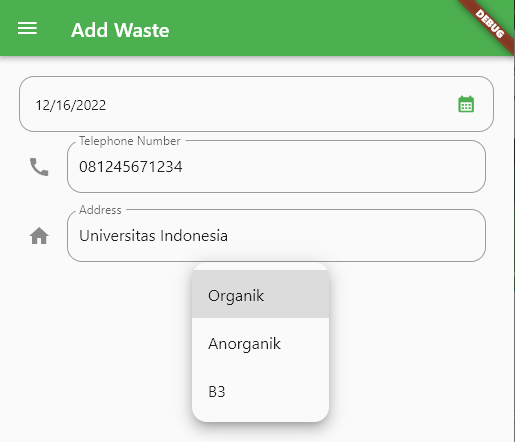 Add Waste
DEBUG
12/16/2022
Telephone Number
081245671234
Address
Universitas Indonesia
Organik
Anorganik
B3